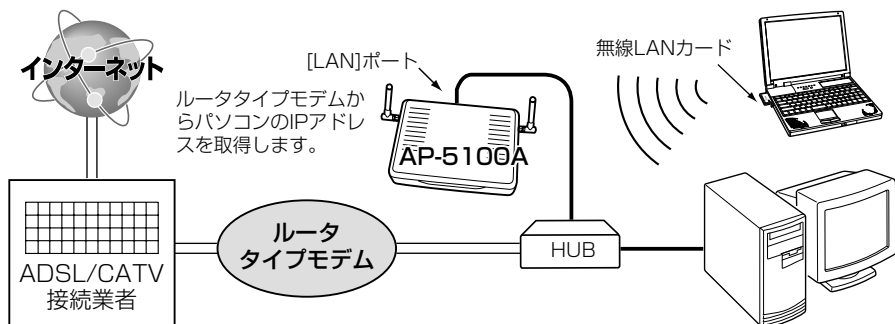 インターネット
[LAN]ポート
無線LANカード
ルータタイプモデムか
らパソコンのIPアドレ
スを取得します。
AP-5100A
ルータ
タイプモデム
HUB
ADSL/CATV
接続業者